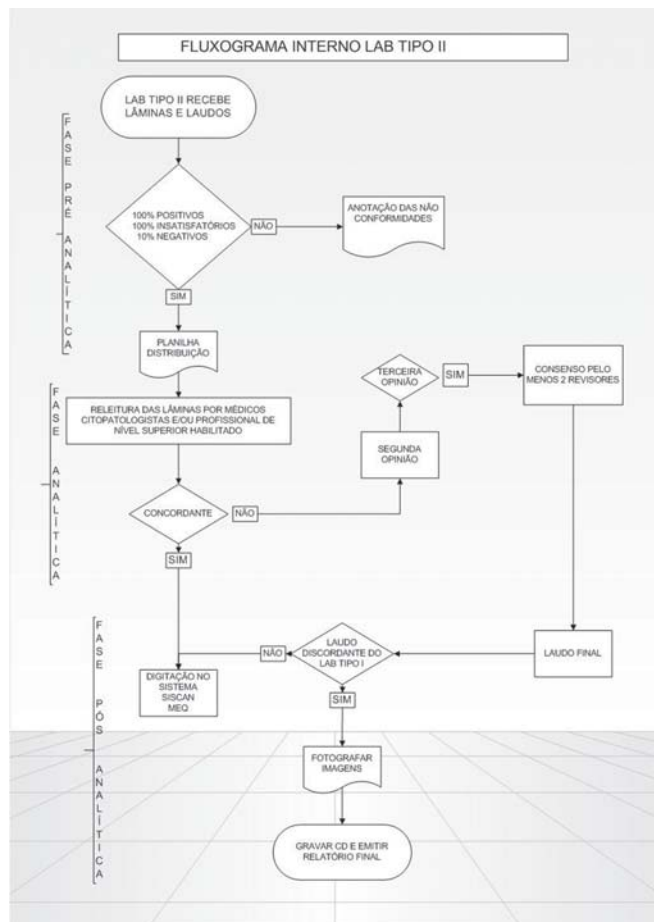 FLUXOGRAMA INTERNO LAB TIPO II
LAB TIPO II RECEBE
LÂMINAS E LAUDOS
FASE PRÉ ANALÍTICA
100% POSITIVOS
100% INSATISFATÓRIOS
10% NEGATIVOS
NÃO
ANOTAÇÃO DAS NÃO
CONFORMIDADES
SIM
PLANILHA
DISTRIBUIÇÃO
TERCEIRA
OPINIÃO
SIM
CONSENSO PELO
MENOS 2 REVISORES
FASE ANALÍTICA
RELEITURA DAS LÂMINAS POR MÉDICOS
CITOPATOLOGISTAS E/OU PROFISSIONAL DE
NÍVEL SUPERIOR HABILITADO
SEGUNDA
OPINIÃO
CONCORDANTE
NÃO
SIM
FASE PÓS ANALÍTICA
LAUDO
DISCORDANTE DO
LAB TIPO I
NÃO
LAUDO FINAL
DIGITAÇÃO NO
SISTEMA
SISCAN
MEQ
SIM
FOTOGRAFAR
IMAGENS
GRAVAR CD E EMITIR
RELATÓRIO FINAL